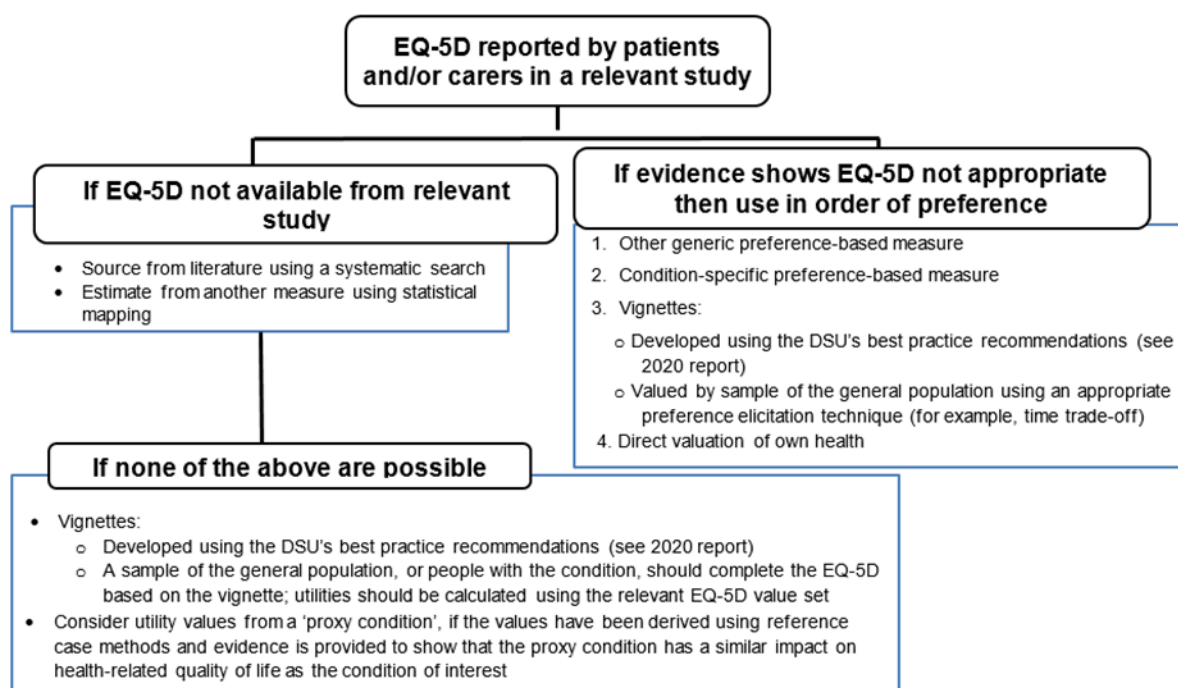 EQ-5D reported by patients
and/or carers in a relevant study
If EQ-5D not available from relevant
study
• Source from literature using a systematic search
• Estimate from another measure using statistical
mapping
If evidence shows EQ-5D not appropriate
then use in order of preference
1. Other generic preference-based measure
2. Condition-specific preference-based measure
3. Vignettes:
o Developed using the DSU's best practice recommendations (see
2020 report)
o Valued by sample of the general population using an appropriate
preference elicitation technique (for example, time trade-off)
4. Direct valuation of own health
If none of the above are possible
• Vignettes:
o Developed using the DSU's best practice recommendations (see 2020 report)
o A sample of the general population, or people with the condition, should complete the EQ-5D
based on the vignette; utilities should be calculated using the relevant EQ-5D value set
• Consider utility values from a 'proxy condition', if the values have been derived using reference
case methods and evidence is provided to show that the proxy condition has a similar impact on
health-related quality of life as the condition of interest